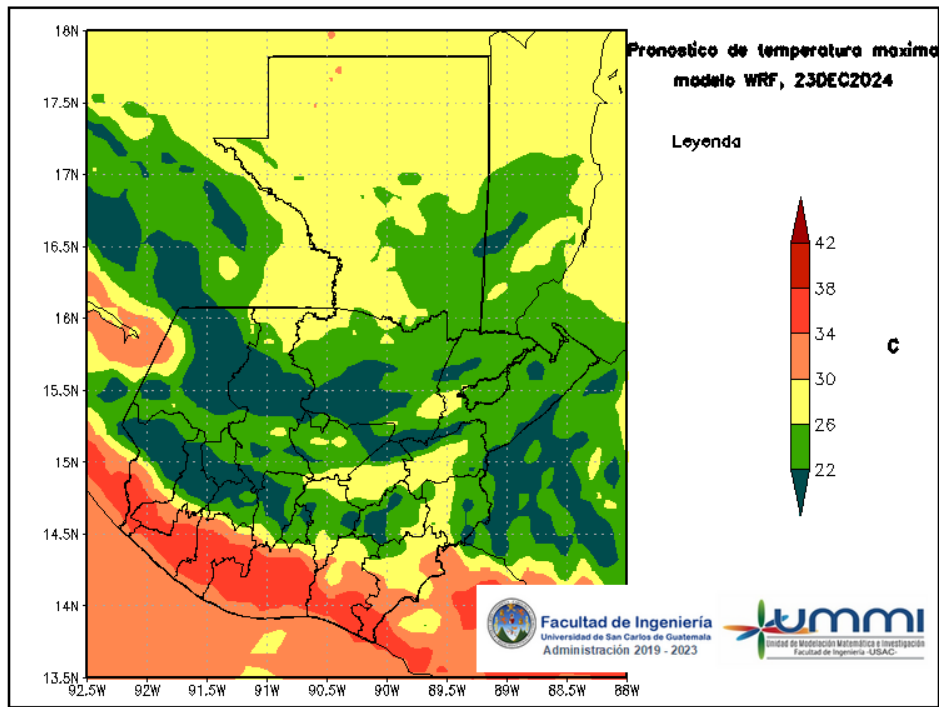 Pronostico de temperatura maxima
modelo WRF, 23DEC2024
Leyenda
42
38
34
30
26
22
C
18N
17.5N
17N
16.5N
16N
15.5N
15N
14.5N
14N
13.5N
92.5W 92W 91.5W 91W 90.5W 90W 89.5W 89W 88.5W 88W
Facultad de Ingeniería
Universidad de San Carlos de Guatemala
Administración 2019 - 2023
ummi
Unidad de Modelación Matemática e Investigación
Facultad de Ingeniería -USAC-